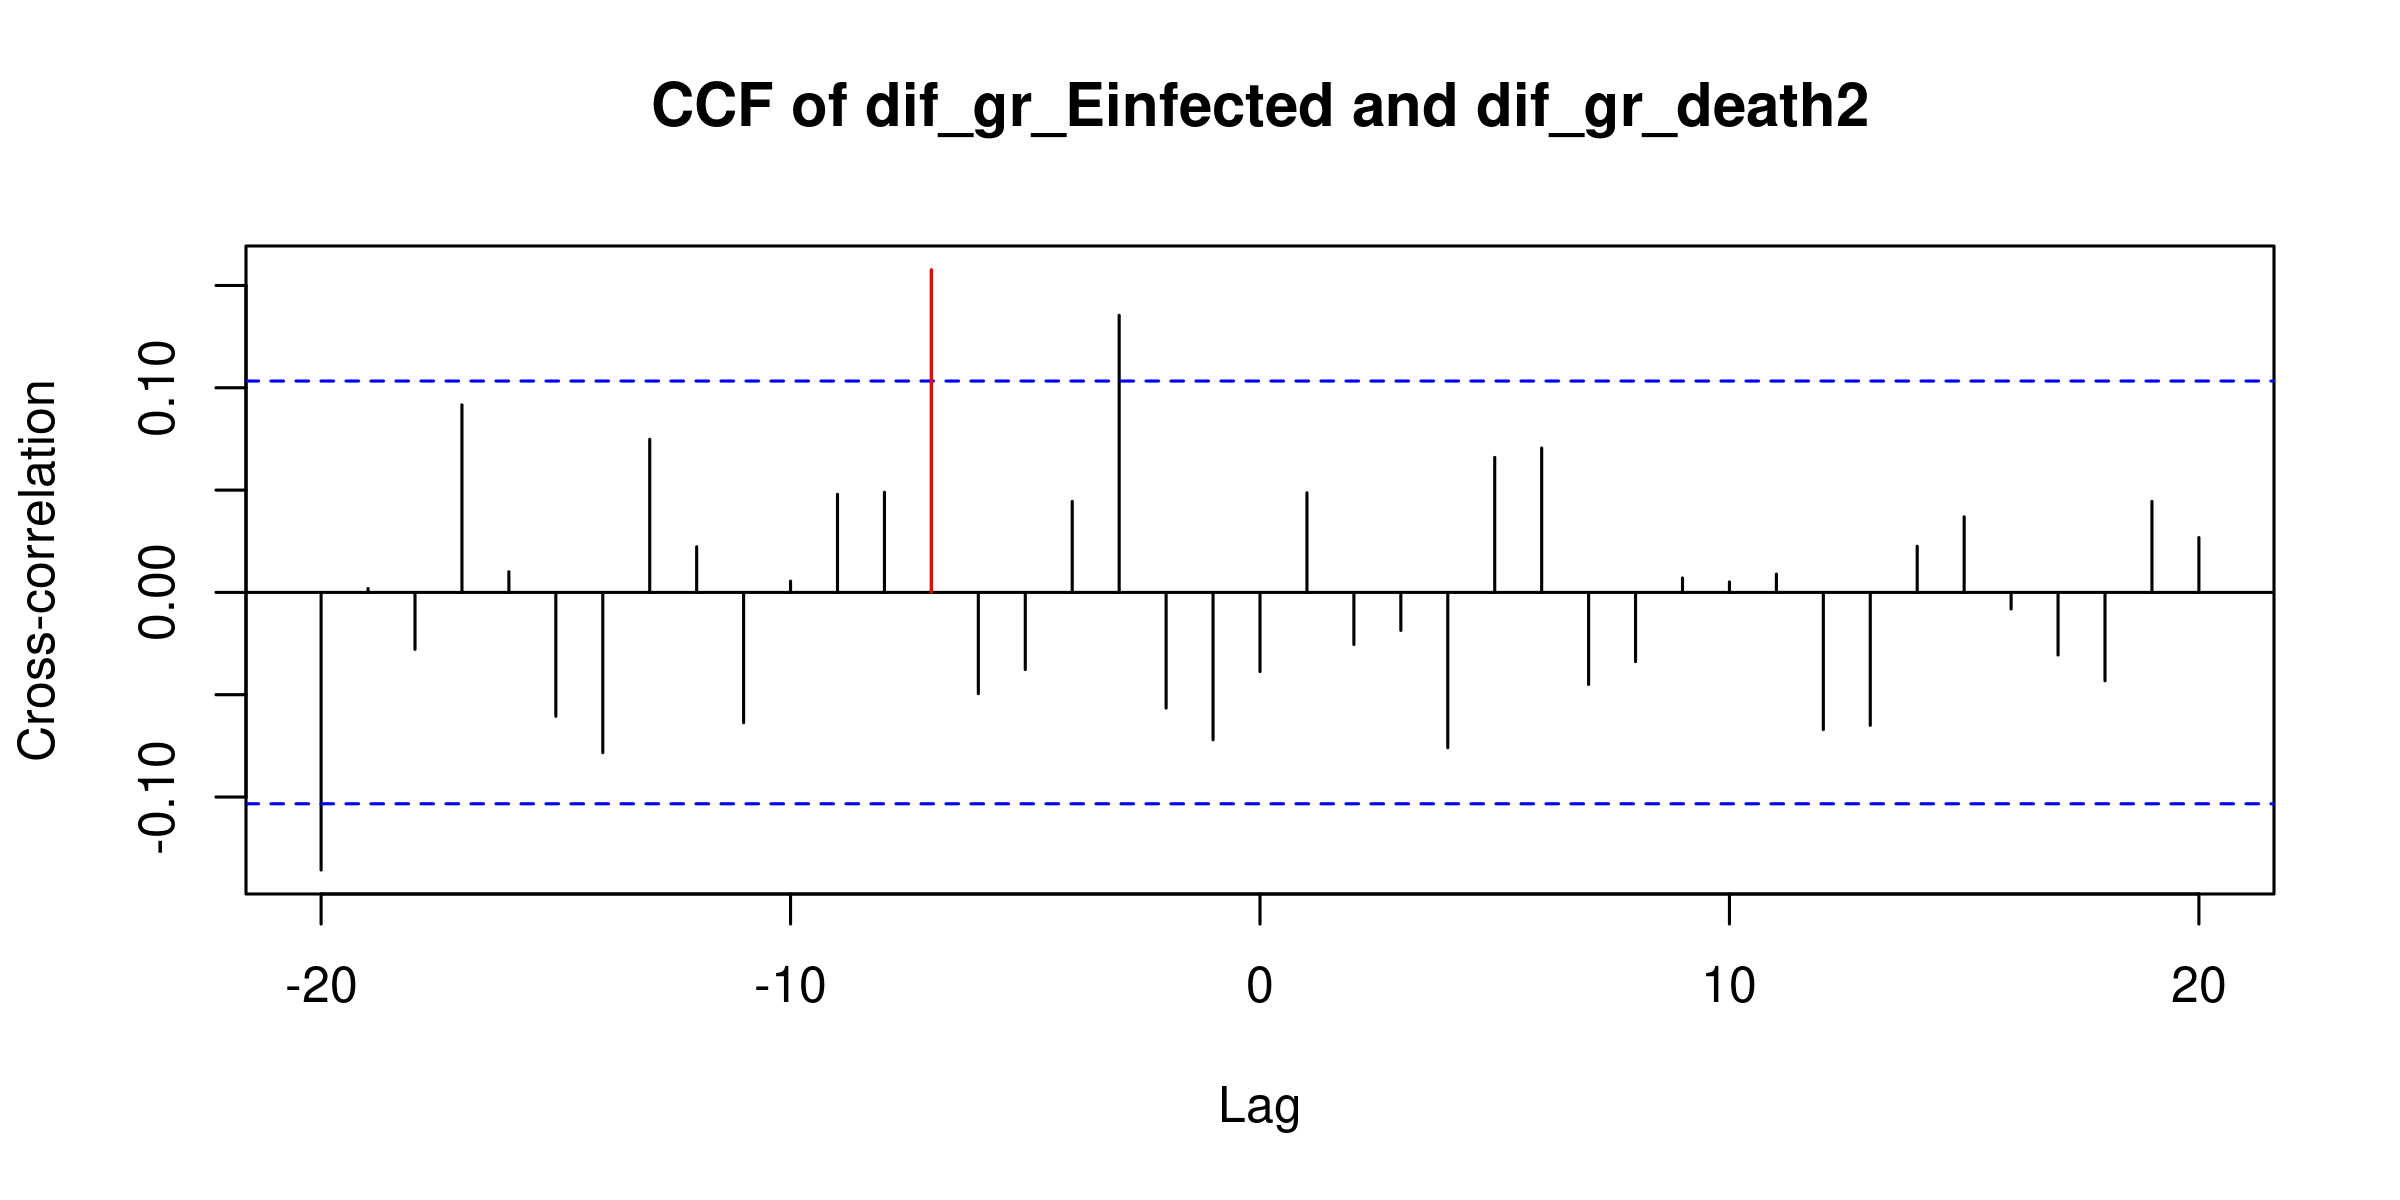 CCF of dif_gr_Einfected and dif_gr_death2
Cross-correlation
0.10
0.00
-0.10
-20
-10
0
10
20
Lag